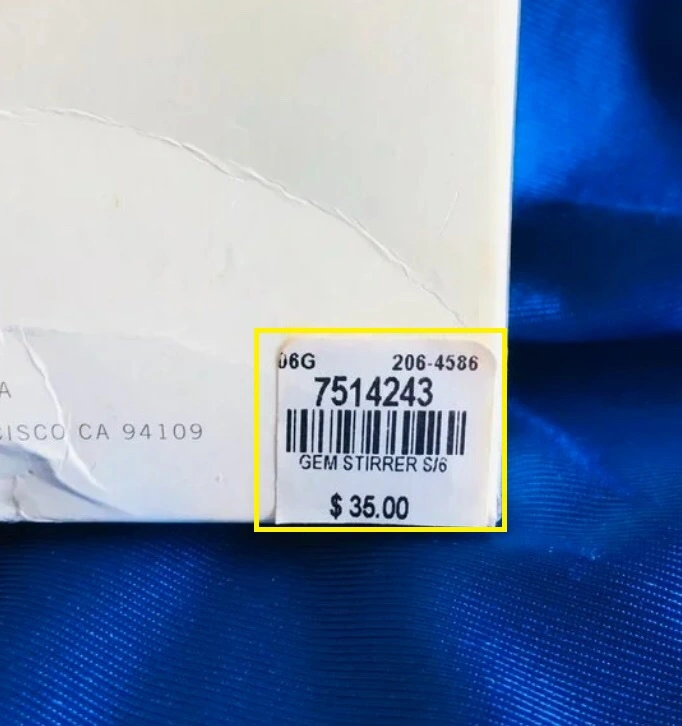 A
CISCO CA 94109
06G 206-4586
7514243
GEM STIRRER S/6
$ 35.00